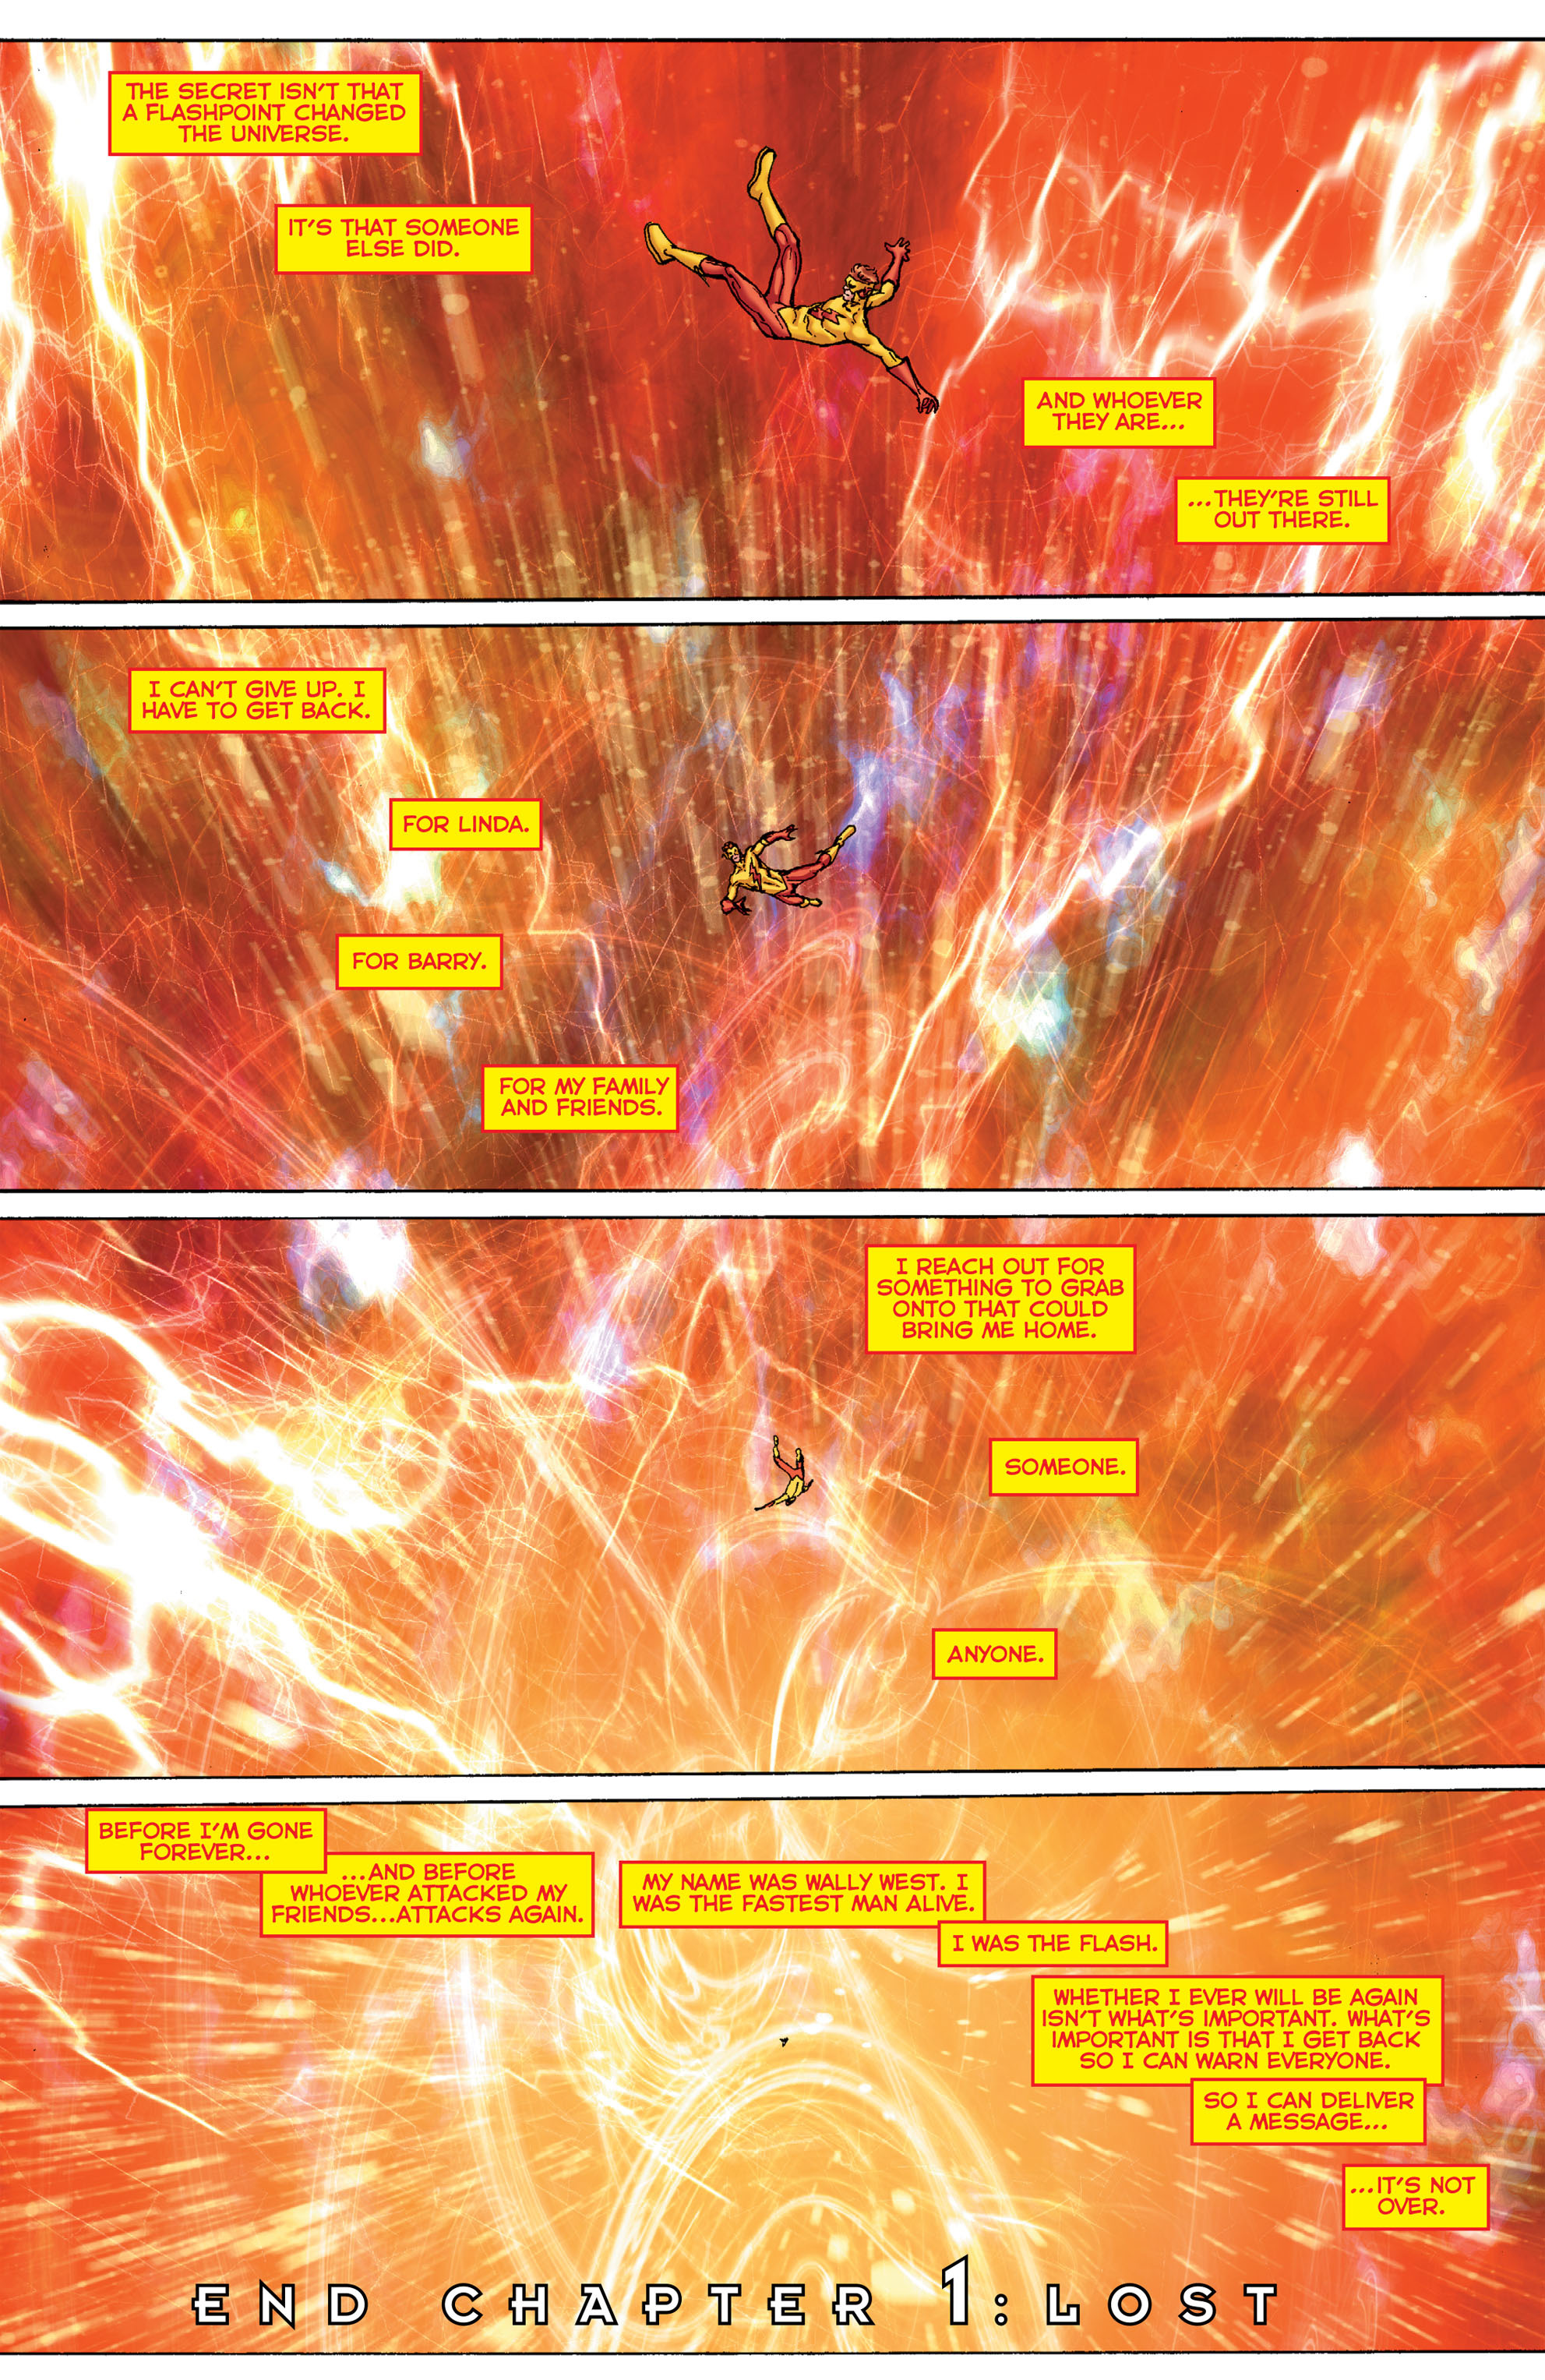 THE SECRET ISN'T THAT
A FLASHPOINT CHANGED
THE UNIVERSE.
IT'S THAT SOMEONE
ELSE DID.
AND WHOEVER
THEY ARE...
...THEY'RE STILL
OUT THERE.
I CAN'T GIVE UP. I
HAVE TO GET BACK.
FOR LINDA.
FOR BARRY.
FOR MY FAMILY
AND FRIENDS.
I REACH OUT FOR
SOMETHING TO GRAB
ONTO THAT COULD
BRING ME HOME.
SOMEONE.
ANYONE.
BEFORE I'M GONE
FOREVER...
...AND BEFORE
WHOEVER ATTACKED MY
FRIENDS...ATTACKS AGAIN.
MY NAME WAS WALLY WEST. I
WAS THE FASTEST MAN ALIVE.
I WAS THE FLASH.
WHETHER I EVER WILL BE AGAIN
ISN'T WHAT'S IMPORTANT. WHAT'S
IMPORTANT IS THAT I GET BACK
SO I CAN WARN EVERYONE.
SO I CAN DELIVER
A MESSAGE...
...IT'S NOT
OVER.
END CHAPTER 1: LOST